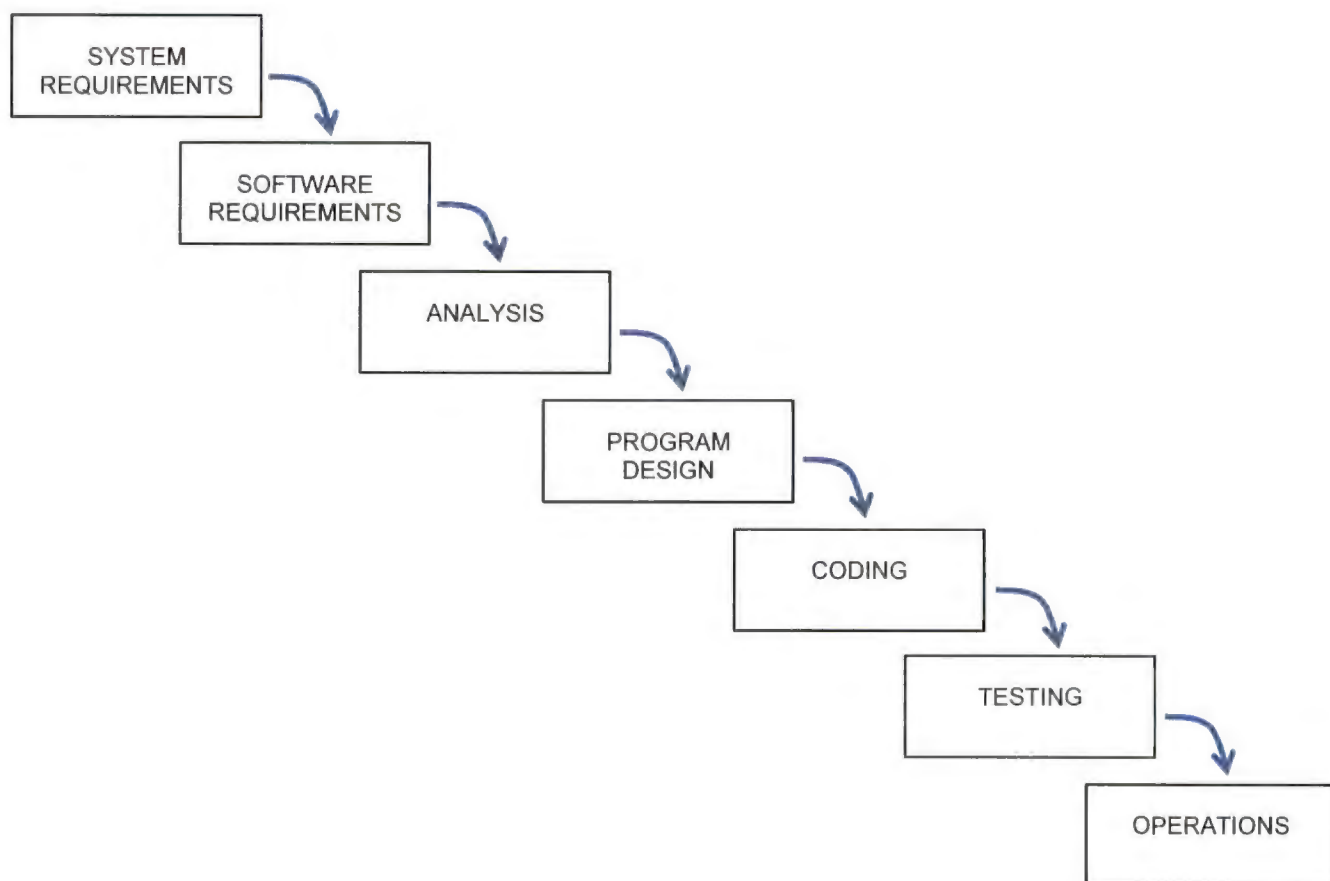 SYSTEM
REQUIREMENTS
SOFTWARE
REQUIREMENTS
ANALYSIS
PROGRAM
DESIGN
CODING
TESTING
OPERATIONS